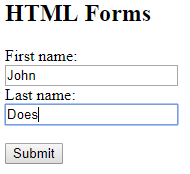 HTML Forms
First name:
John
Last name:
Does
Submit